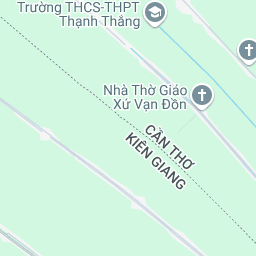 Trường THCS-THPT
Thạnh Thắng
Nhà Thờ Giáo
Xứ Vạn Đồn
CẦN THƠ
KIÊN GIANG